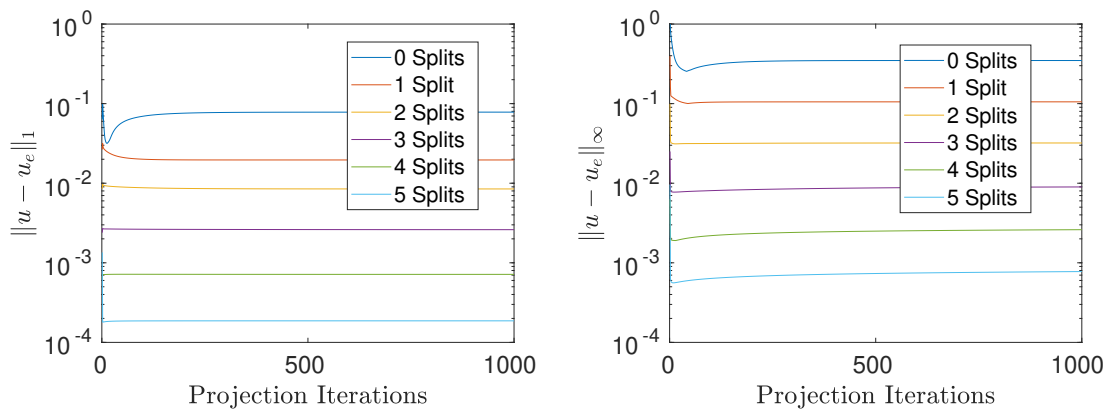 10^0
10^-1
10^-2
10^-3
10^-4
||u − u_e||_1
0 Splits
1 Split
2 Splits
3 Splits
4 Splits
5 Splits
0
500
1000
Projection Iterations
10^0
10^-1
10^-2
10^-3
10^-4
||u − u_e||_∞
0 Splits
1 Split
2 Splits
3 Splits
4 Splits
5 Splits
0
500
1000
Projection Iterations